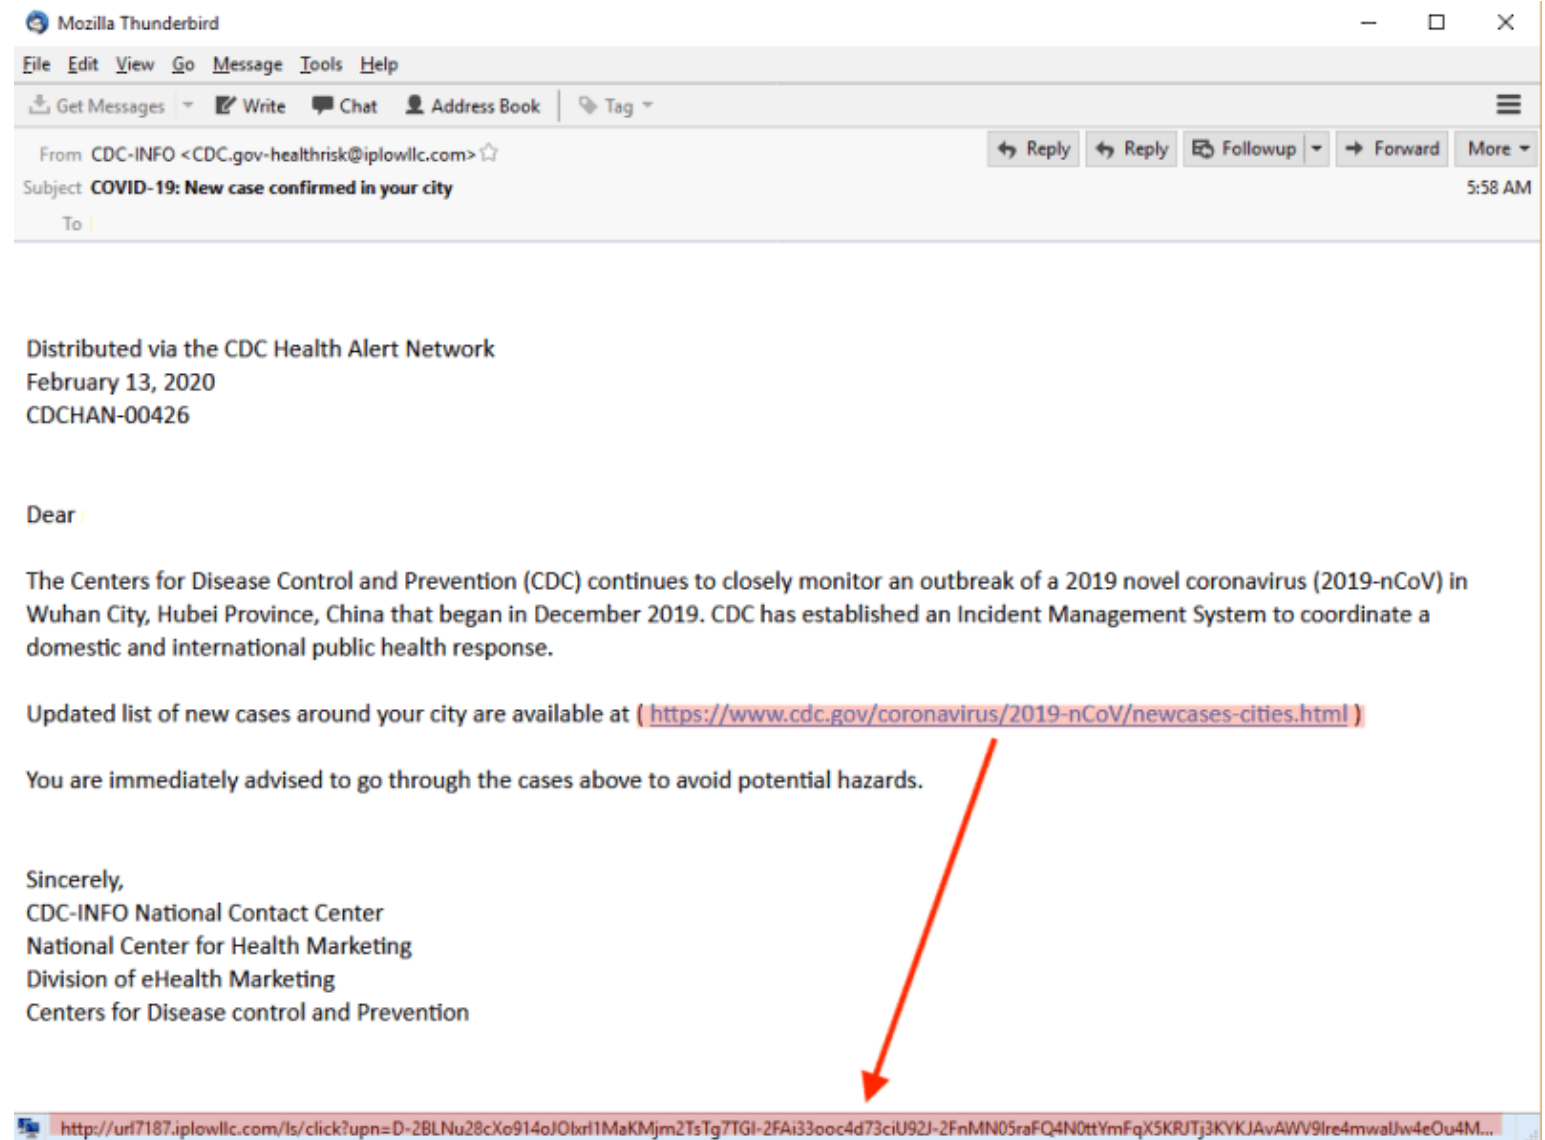 Mozilla Thunderbird
File Edit View Go Message Tools Help
Get Messages Write Chat Address Book Tag
From CDC-INFO <CDC.gov-healthrisk@iplowllc.com> Reply Reply Followup Forward More
Subject COVID-19: New case confirmed in your city 5:58 AM
To
Distributed via the CDC Health Alert Network
February 13, 2020
CDCHAN-00426
Dear
The Centers for Disease Control and Prevention (CDC) continues to closely monitor an outbreak of a 2019 novel coronavirus (2019-nCoV) in
Wuhan City, Hubei Province, China that began in December 2019. CDC has established an Incident Management System to coordinate a
domestic and international public health response.
Updated list of new cases around your city are available at ( https://www.cdc.gov/coronavirus/2019-nCoV/newcases-cities.html )
You are immediately advised to go through the cases above to avoid potential hazards.
Sincerely,
CDC-INFO National Contact Center
National Center for Health Marketing
Division of eHealth Marketing
Centers for Disease control and Prevention